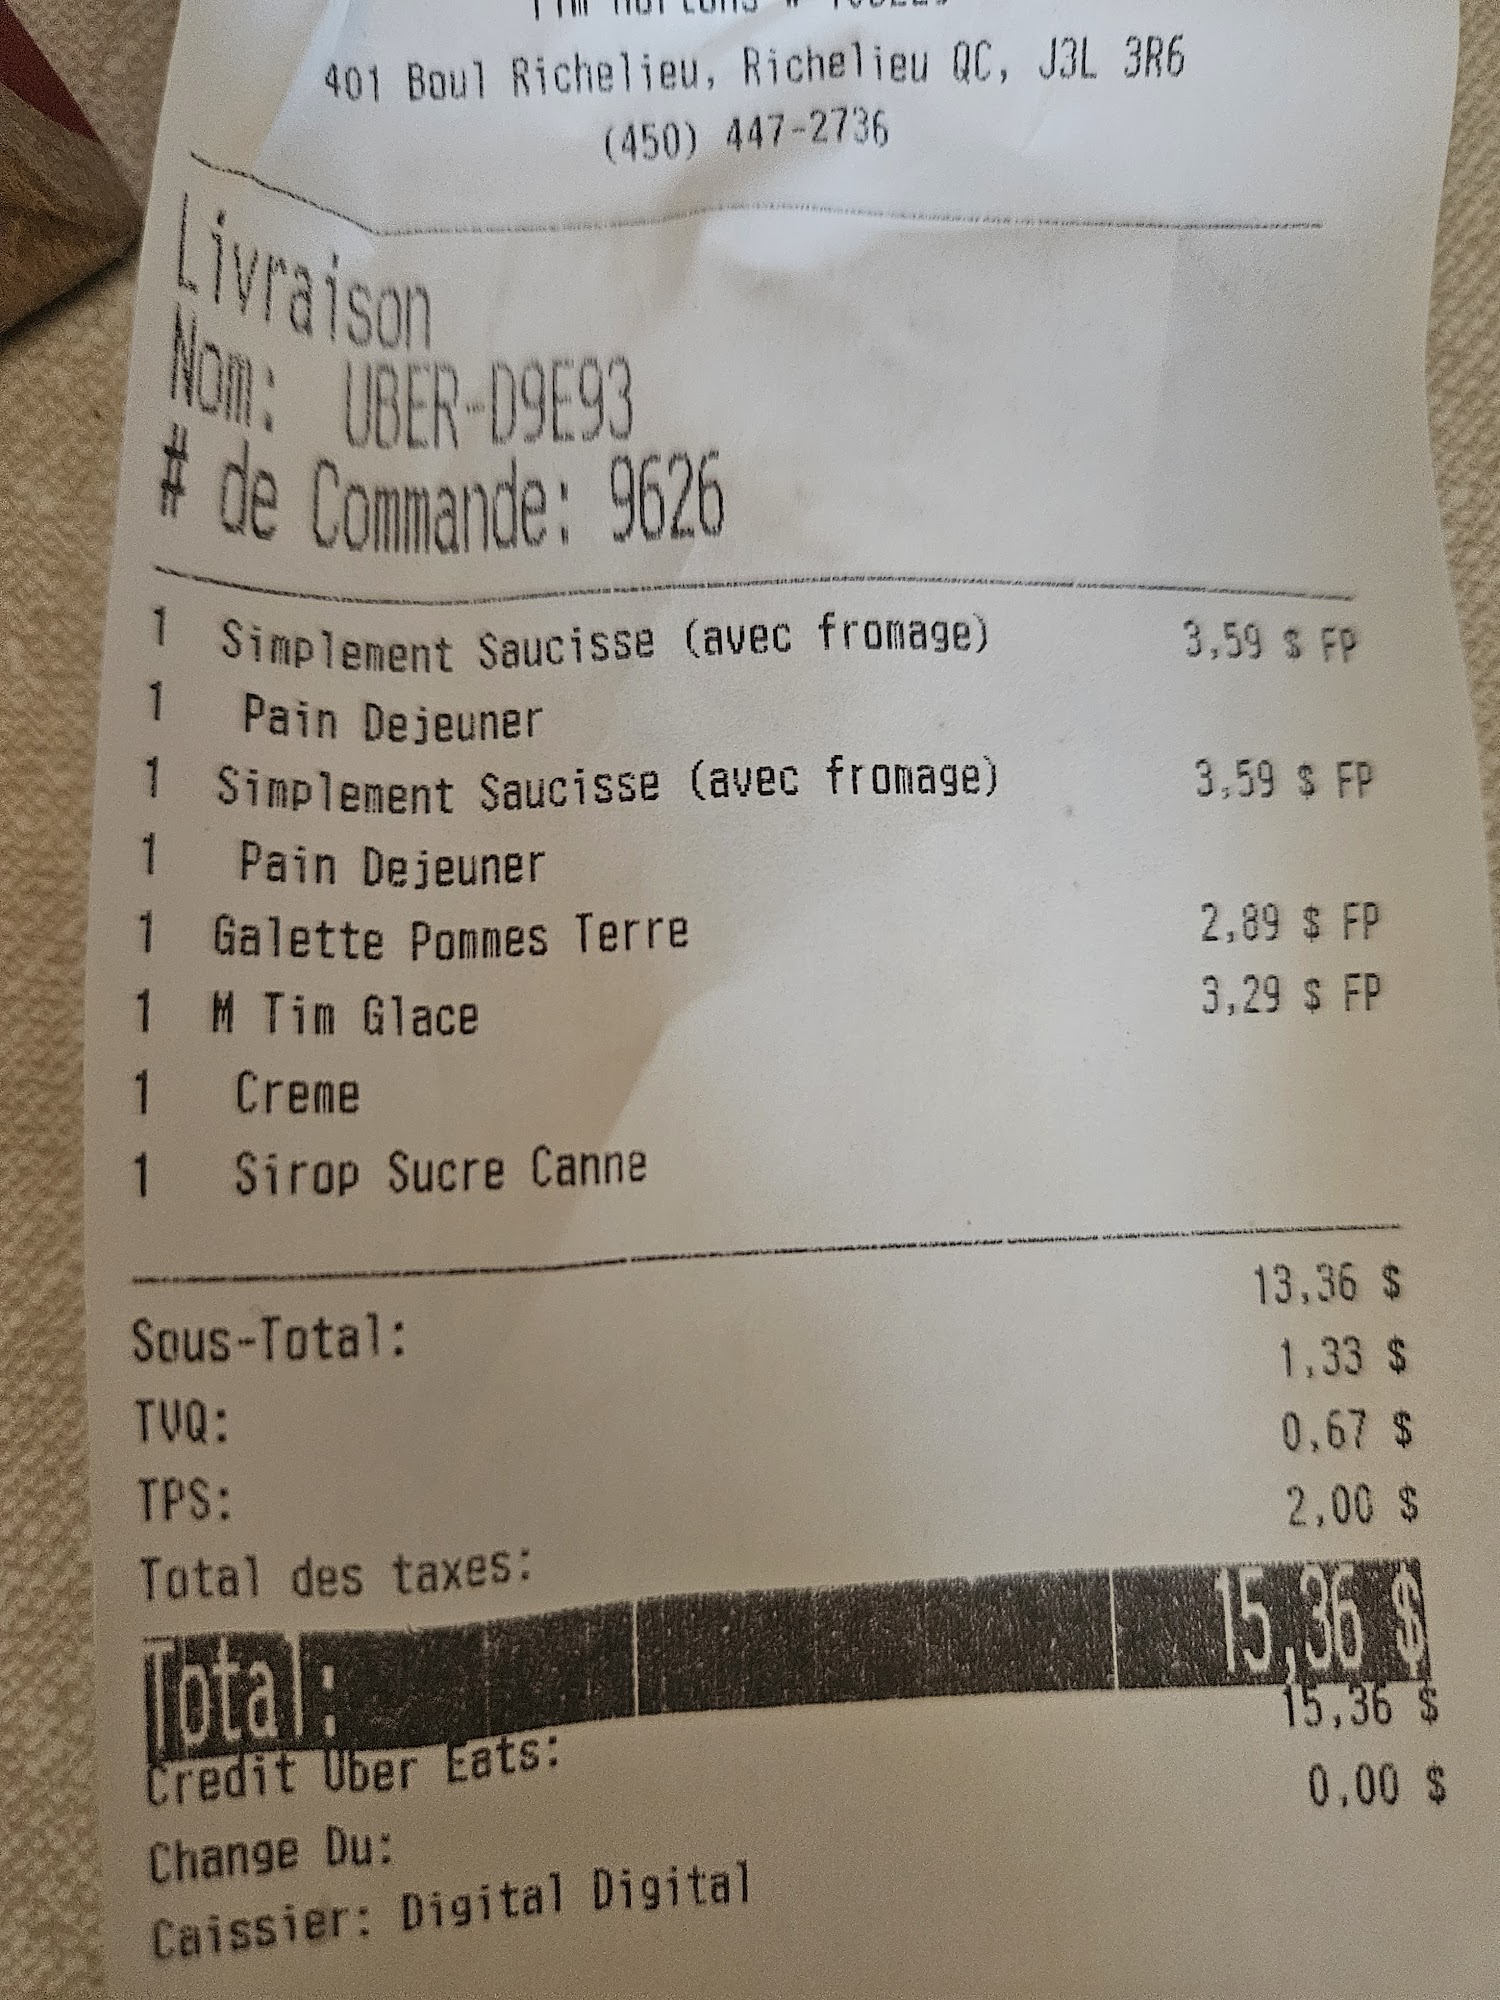 401 Boul Richelieu, Richelieu QC, J3L 3R6
(450) 447-2736
Livraison
Nom: UBER-D9E93
# de Commande: 9626
1 Simplement Saucisse (avec fromage) 3,59 $ FP
1 Pain Dejeuner
1 Simplement Saucisse (avec fromage) 3,59 $ FP
1 Pain Dejeuner
1 Galette Pommes Terre 2,89 $ FP
1 M Tim Glace 3,29 $ FP
1 Creme
1 Sirop Sucre Canne
Sous-Total: 13,36 $
TVQ: 1,33 $
TPS: 0,67 $
Total des taxes: 2,00 $
Total: 15,36 $
Credit Uber Eats: 15,36 $
Change Du: 0,00 $
Caissier: Digital Digital